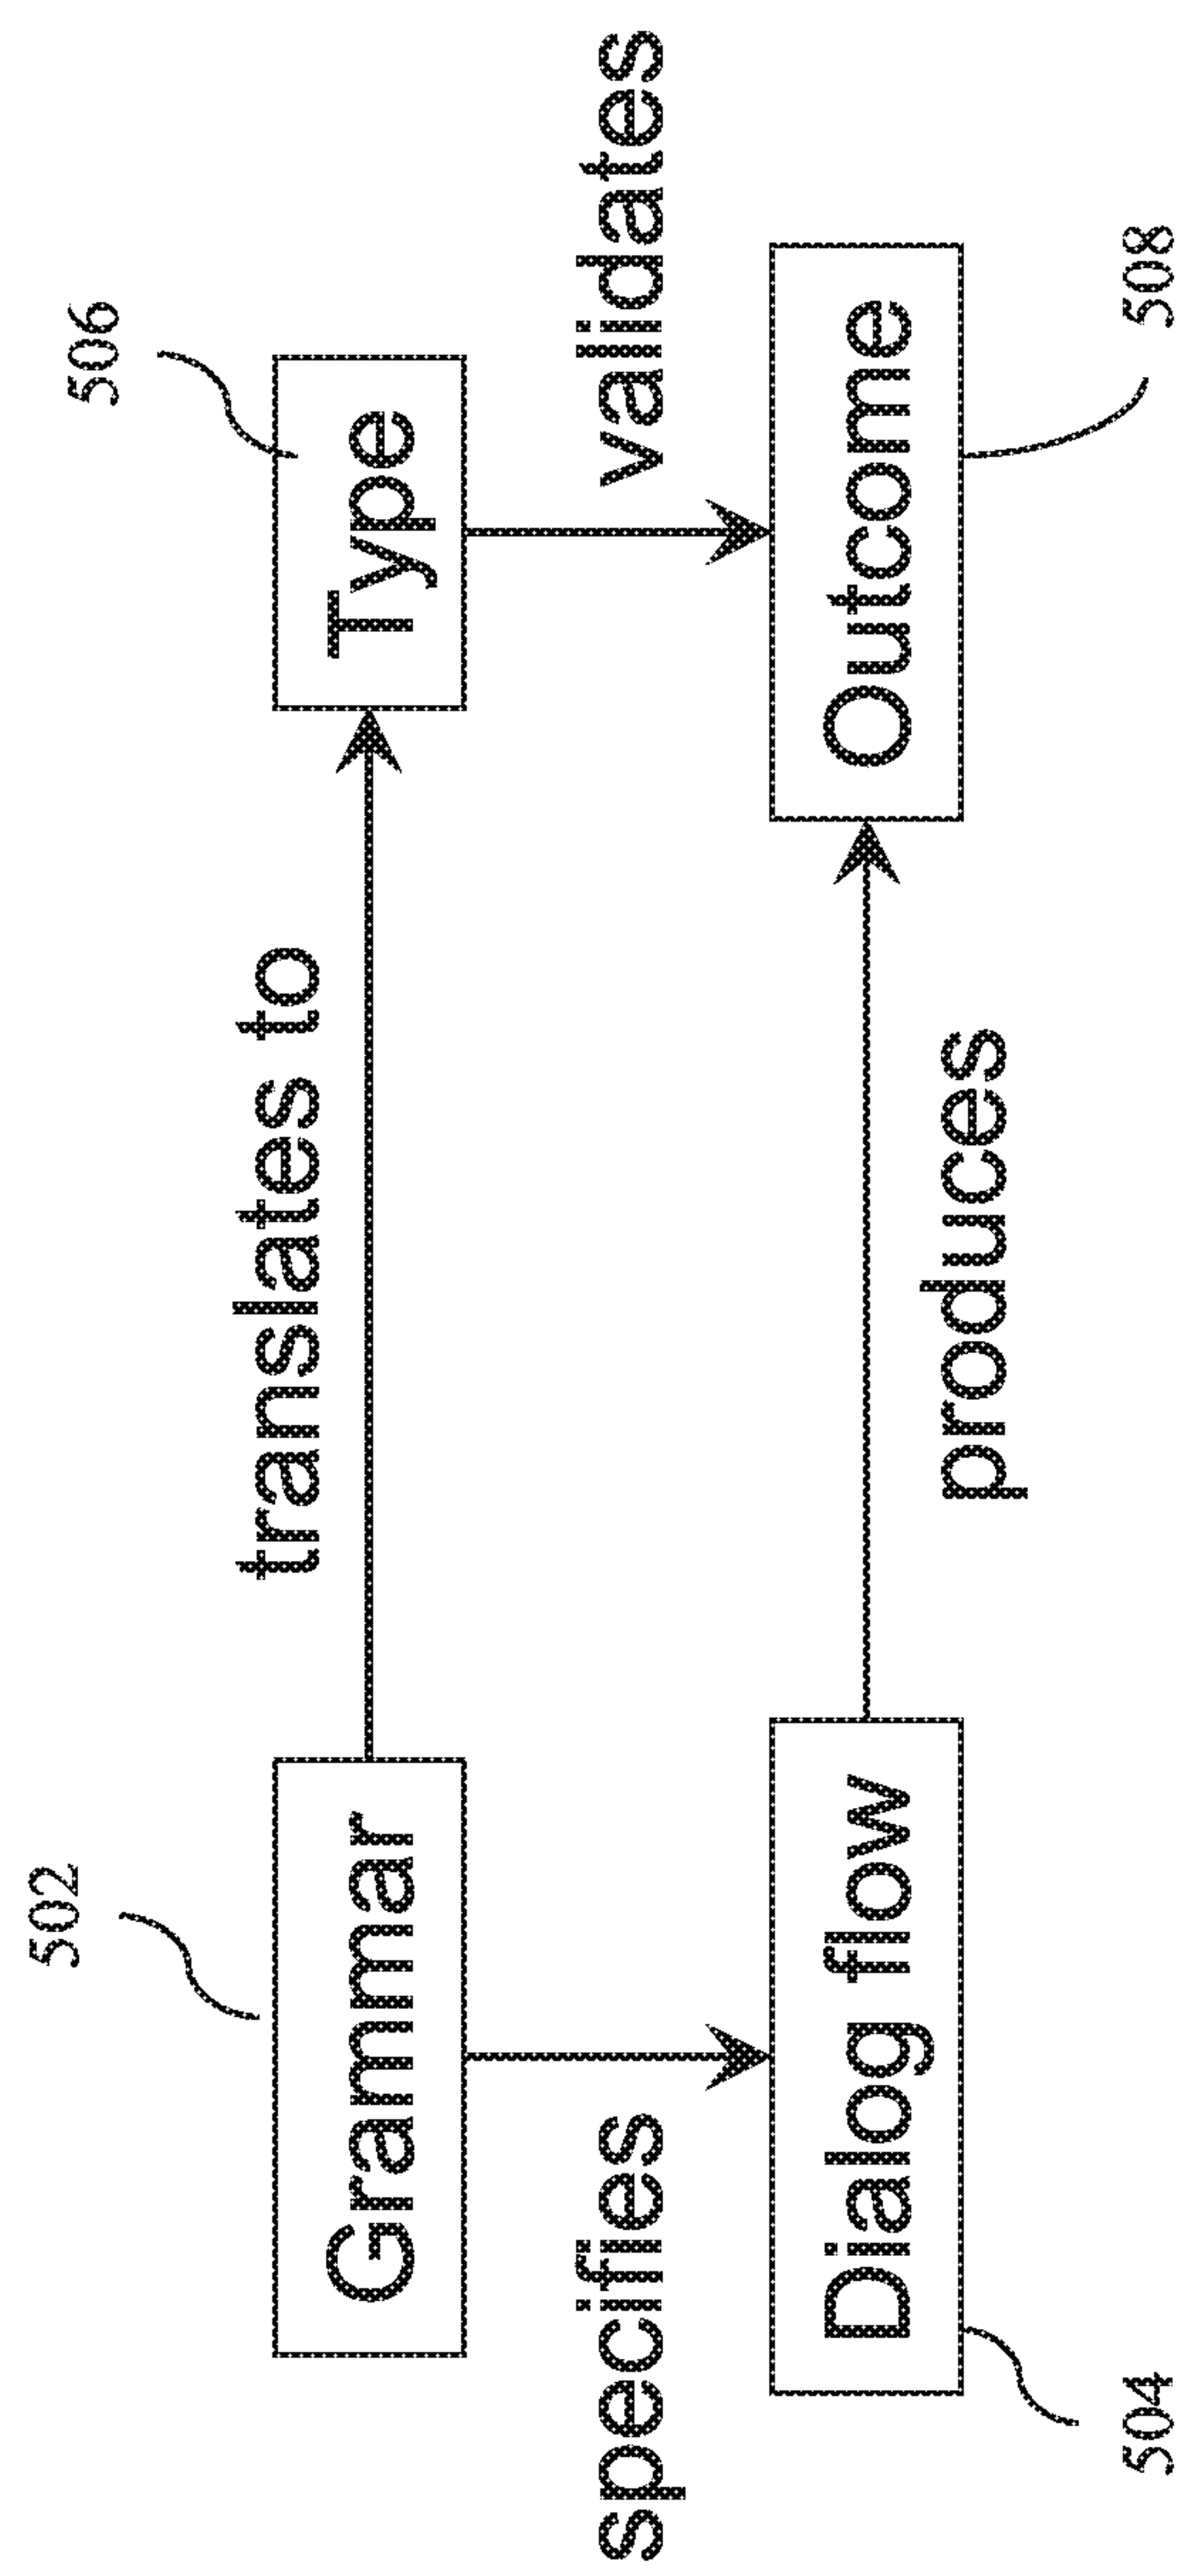 502
506
translates to
Grammar
Type
specifies
validates
Dialog flow
Outcome
produces
504
508